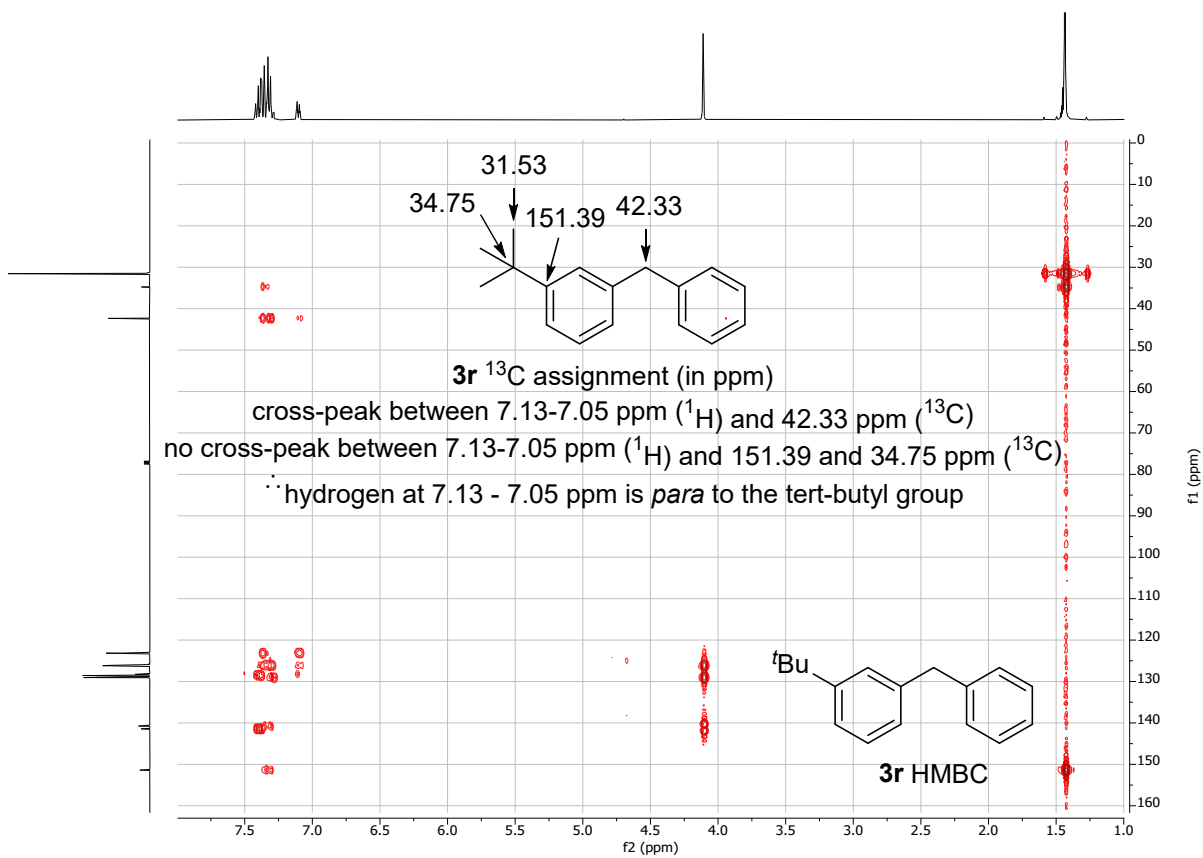 31.53
34.75
151.39
42.33
3r ¹³C assignment (in ppm)
cross-peak between 7.13-7.05 ppm (¹H) and 42.33 ppm (¹³C)
no cross-peak between 7.13-7.05 ppm (¹H) and 151.39 and 34.75 ppm (¹³C)
∴ hydrogen at 7.13 - 7.05 ppm is para to the tert-butyl group
ᵗBu
3r HMBC
0
10
20
30
40
50
60
70
80
90
100
110
120
130
140
150
160
f1 (ppm)
7.5 7.0 6.5 6.0 5.5 5.0 4.5 4.0 3.5 3.0 2.5 2.0 1.5 1.0
f2 (ppm)